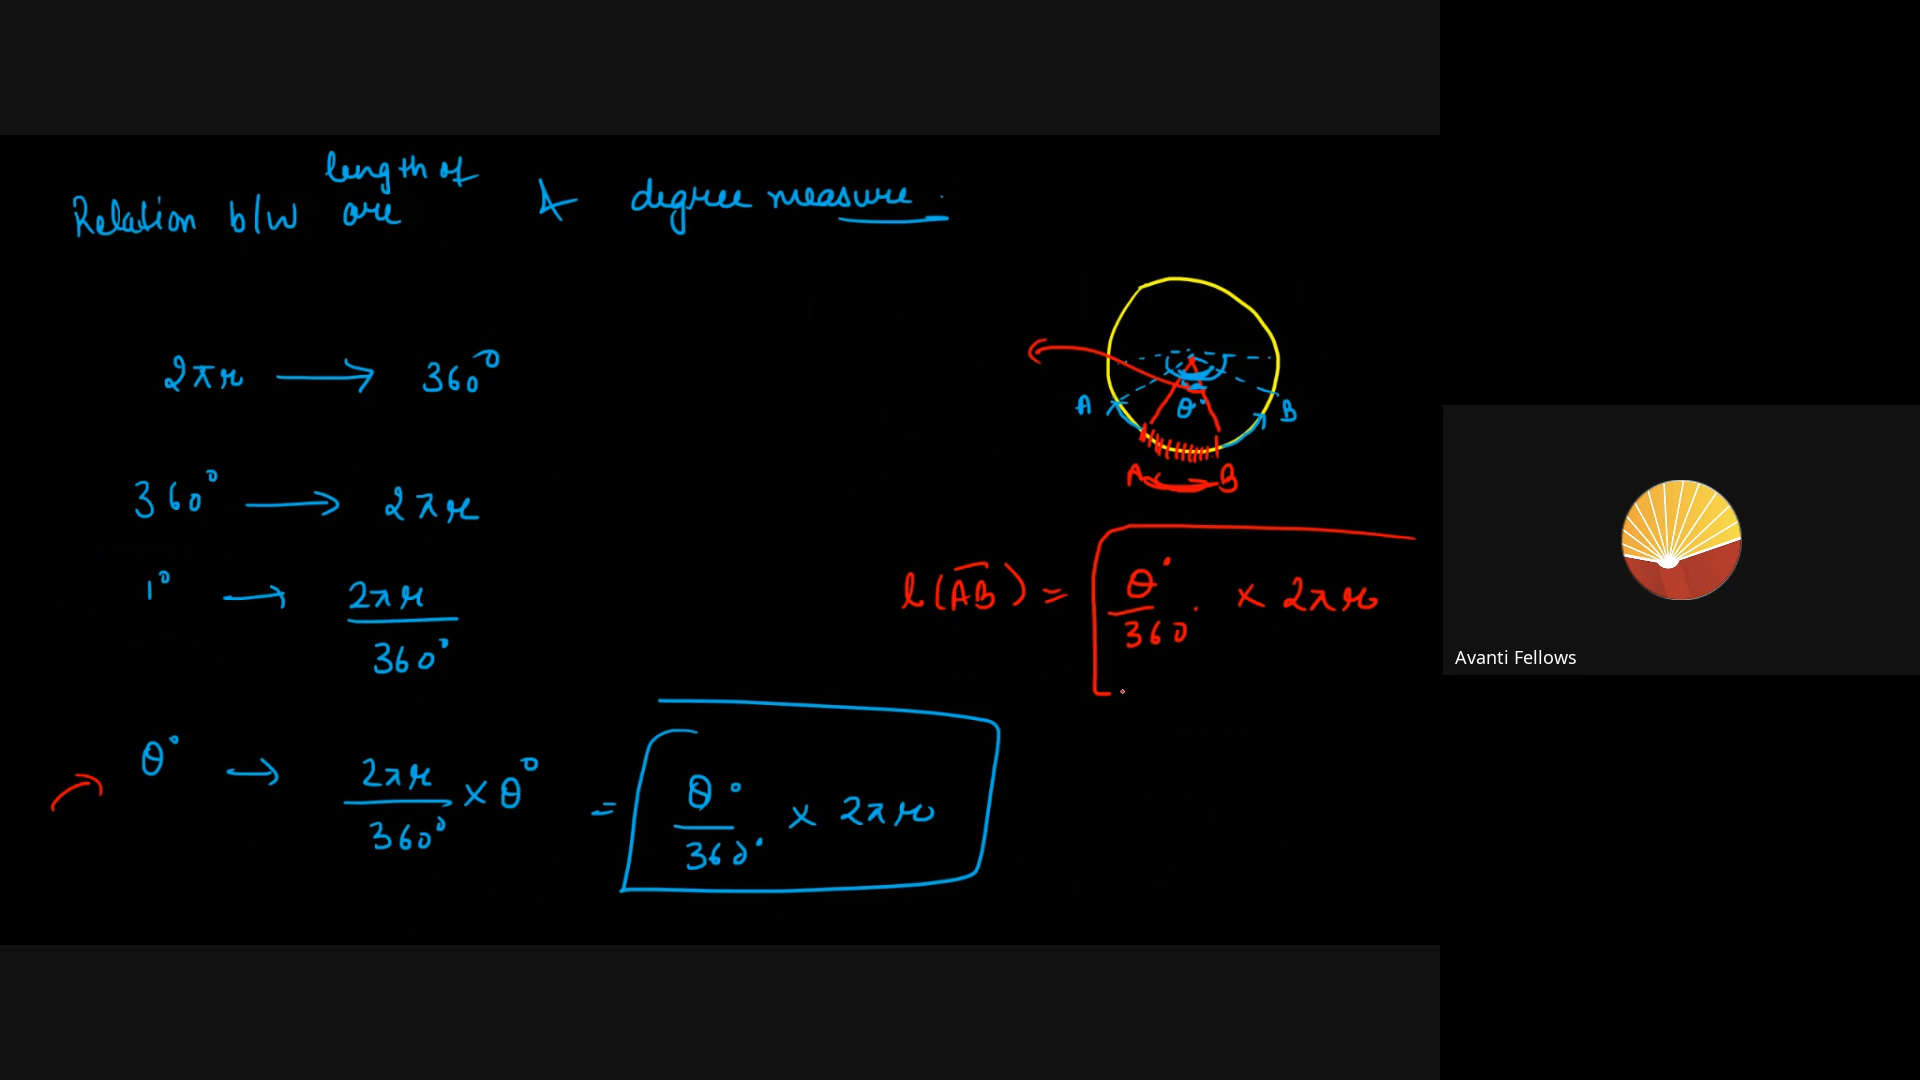 length of
Relation b/w arc & degree measure.
2πr → 360°
360° → 2πr
1° → 2πr / 360°
θ° → 2πr / 360° × θ° = θ° / 360° × 2πr
A θ° B
A B
l(AB) = θ° / 360° × 2πr
Avanti Fellows